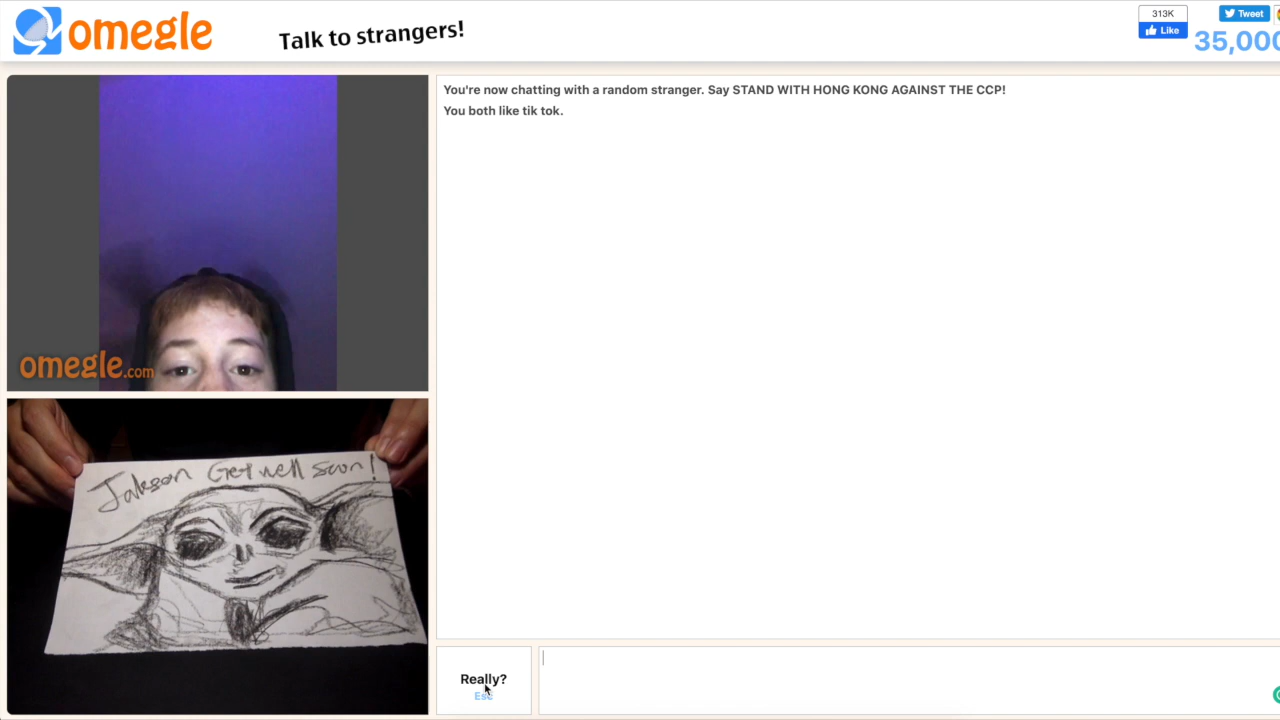 omegle
Talk to strangers!
313K
Like
Tweet
35,000
You're now chatting with a random stranger. Say STAND WITH HONG KONG AGAINST THE CCP!
You both like tik tok.
omegle.com
Jakson Get well soon!
Really?
Esc